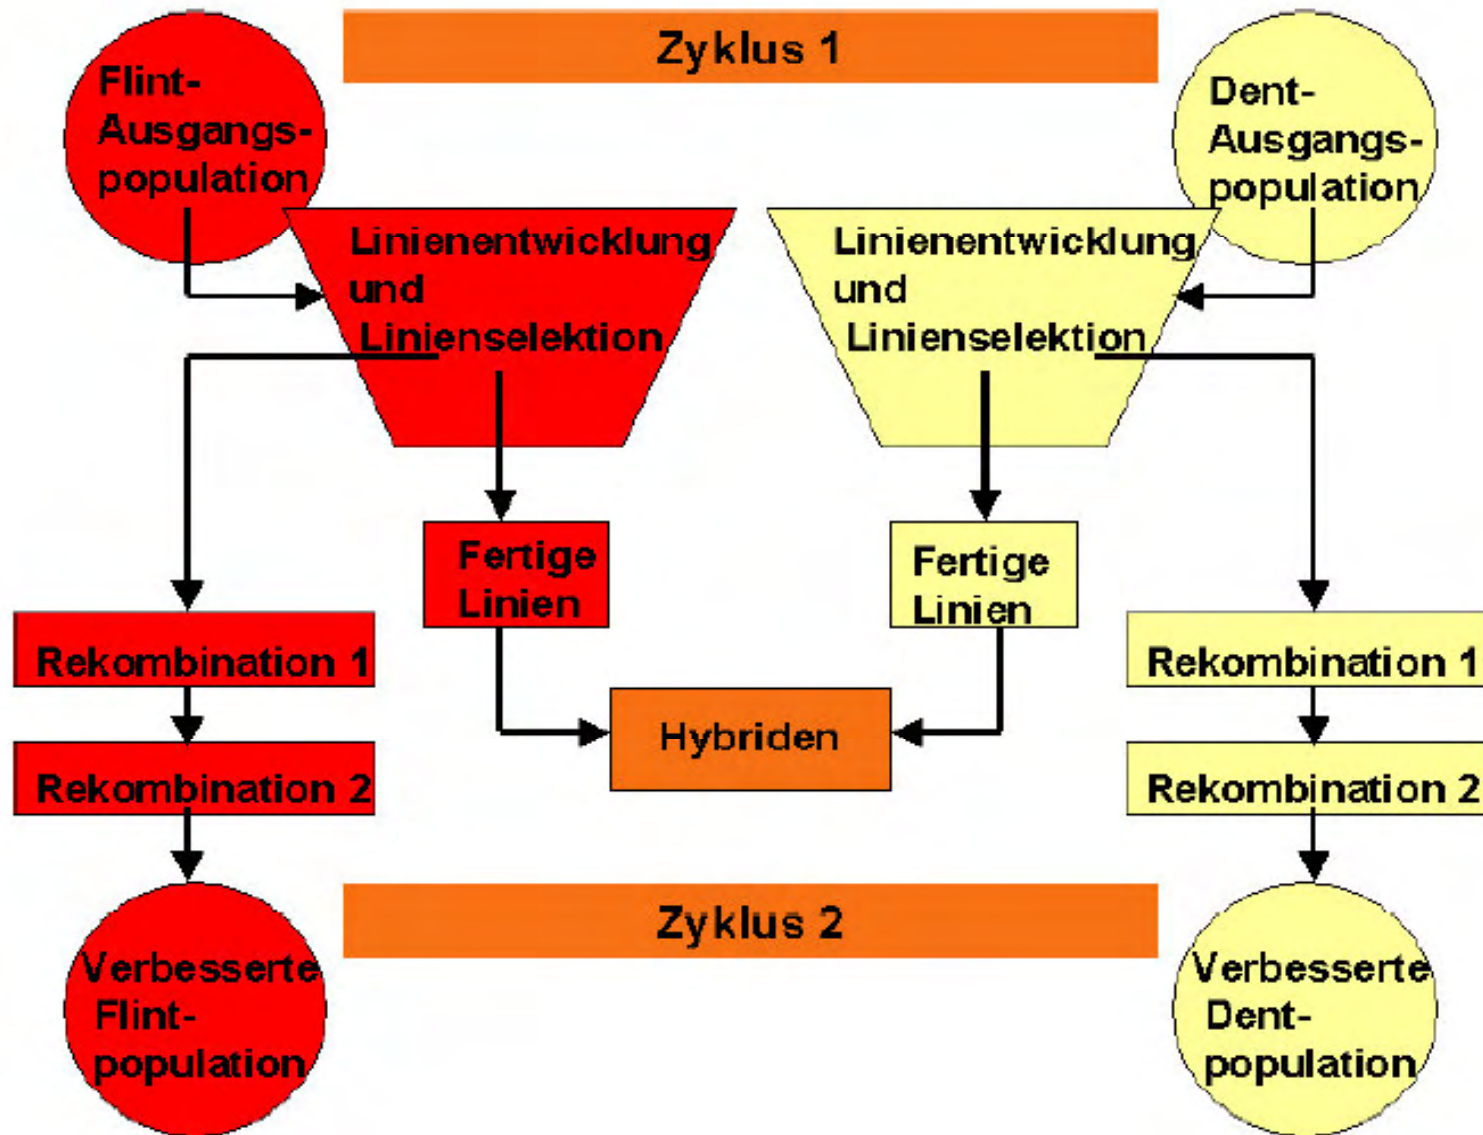 Zyklus 1
Flint-
Ausgangs-
population
Dent-
Ausgangs-
population
Linienentwicklung
und
Linienselektion
Linienentwicklung
und
Linienselektion
Fertige
Linien
Fertige
Linien
Rekombination 1
Rekombination 1
Hybriden
Rekombination 2
Rekombination 2
Zyklus 2
Verbesserte
Flint-
population
Verbesserte
Dent-
population